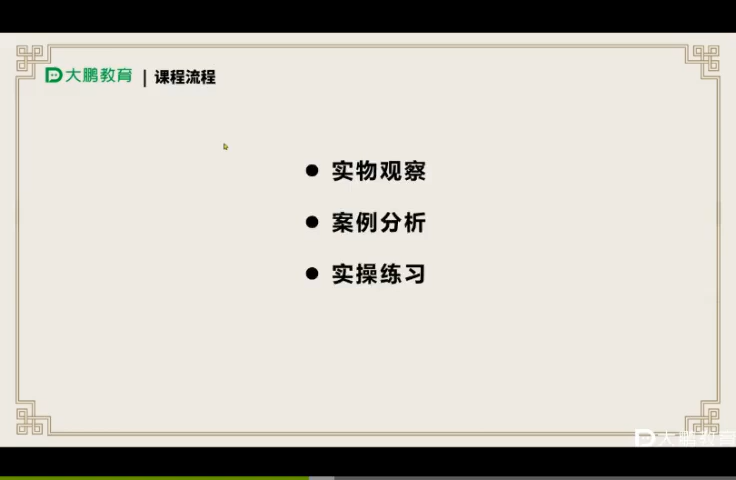 大鹏教育 | 课程流程
● 实物观察
● 案例分析
● 实操练习
大鹏教育